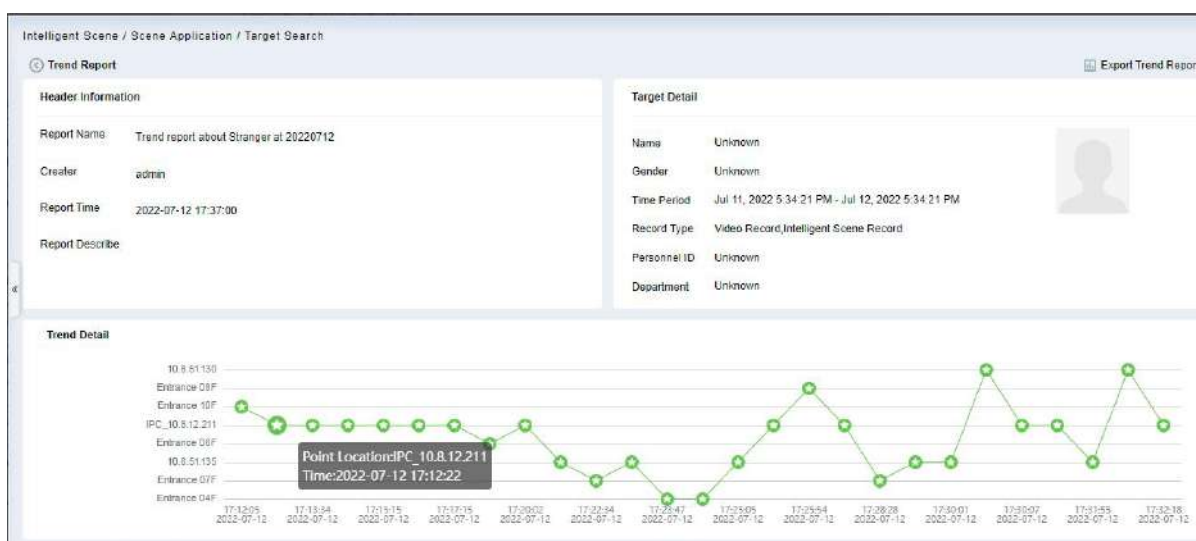 Intelligent Scene / Scene Application / Target Search
Trend Report
Export Trend Repor
Header Information
Report Name Trend report about Stranger at 20220712
Creater admin
Report Time 2022-07-12 17:37:00
Report Describe
Target Detail
Name Unknown
Gender Unknown
Time Period Jul 11, 2022 5:34:21 PM - Jul 12, 2022 5:34:21 PM
Record Type Video Record,Intelligent Scene Record
Personnel ID Unknown
Department Unknown
Trend Detail
10.8.51.130
Entrance
Entrance 10F
IPC_10.8.12.211
Entrance
10.8.51.135
Entrance 07F
Entrance 04F
Point Location:IPC_10.8.12.211
Time:2022-07-12 17:12:22
17:12:05 17:13:34 17:15:15 17:17:15 17:20:02 17:22:34 17:23:47 17:25:05 17:25:54 17:28:28 17:30:01 17:30:07 17:31:55 17:32:18
2022-07-12 2022-07-12 2022-07-12 2022-07-12 2022-07-12 2022-07-12 2022-07-12 2022-07-12 2022-07-12 2022-07-12 2022-07-12 2022-07-12 2022-07-12 2022-07-12